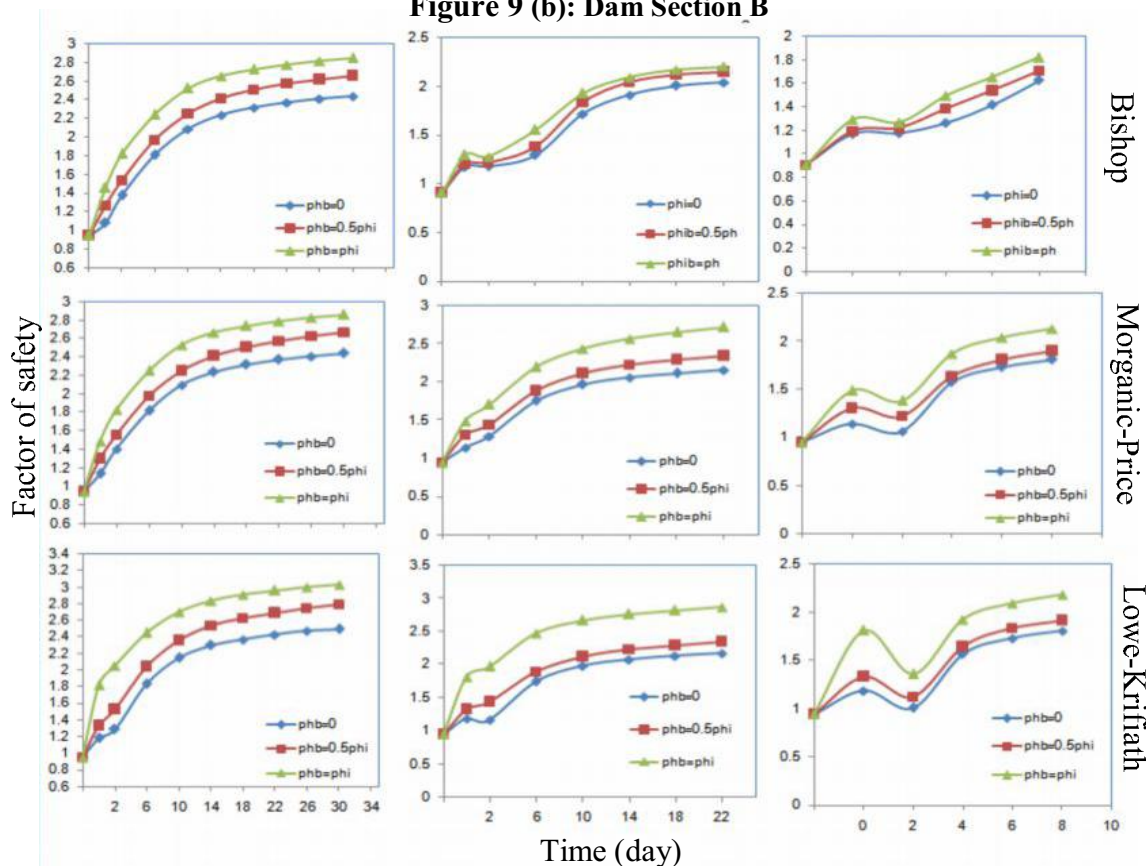 Figure 9 (b): Dam Section B
3
2.8
2.6
2.4
2.2
2
1.8
1.6
1.4
1.2
1
0.8
0.6
phb=0
phb=0.5phi
phb=phi
2.5
2
1.5
1
0.5
0
phi=0
phib=0.5ph
phib=ph
2
1.8
1.6
1.4
1.2
1
0.8
0.6
0.4
0.2
0
phi=0
phib=0.5ph
phib=ph
Bishop
Factor of safety
3
2.8
2.6
2.4
2.2
2
1.8
1.6
1.4
1.2
1
0.8
0.6
phb=0
phb=0.5phi
phb=phi
3
2.5
2
1.5
1
0.5
0
phb=0
phb=0.5phi
phb=phi
2.5
2
1.5
1
0.5
0
phb=0
phb=0.5phi
phb=phi
Morganic-Price
3.4
3
2.8
2.4
2
1.8
1.4
1
0.8
0.6
phb=0
phb=0.5phi
phb=phi
2 6 10 14 18 22 26 30 34
3.5
3
2.5
2
1.5
1
0.5
0
phb=0
phb=0.5phi
phb=phi
2 6 10 14 18 22
2.5
2
1.5
1
0.5
0
phb=0
phb=0.5phi
phb=phi
0 2 4 6 8 10
Lowe-Krifiath
Time (day)